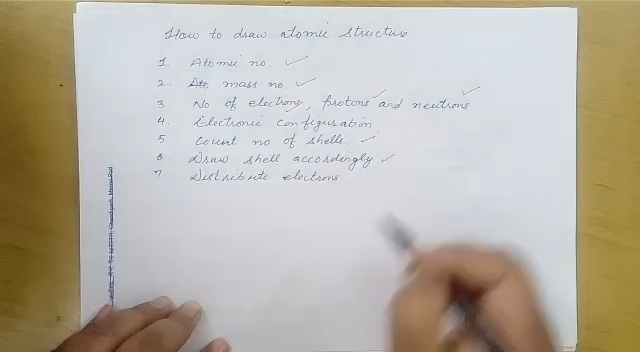 How to draw atomic structure
1. Atomic no. ✓
2. mass no ✓
3. No of electrons, protons and neutrons ✓
4. Electronic configuration
5 Count no of shells. ✓
6. Draw shell accordingly ✓
7 Distribute electrons